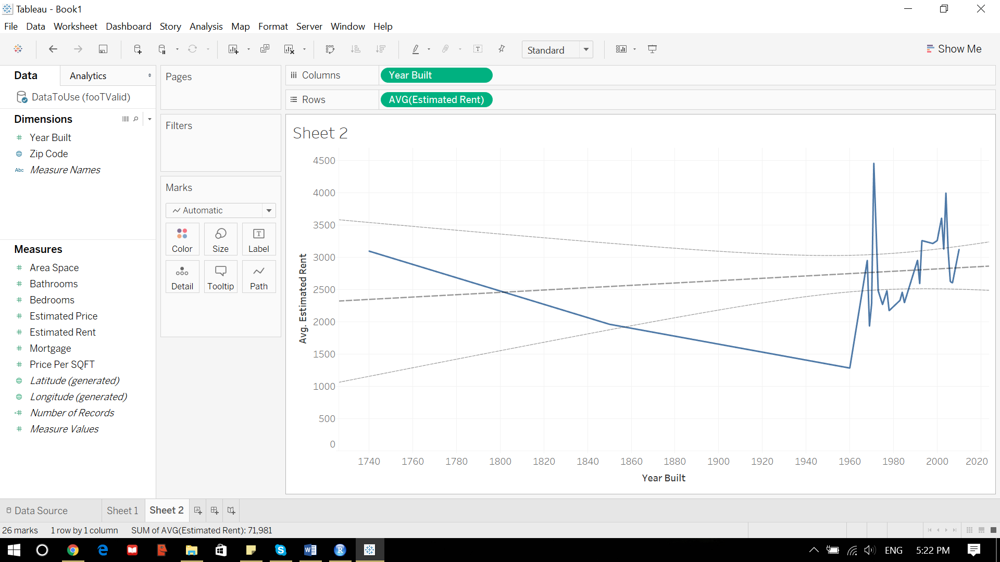 Tableau - Book1
File Data Worksheet Dashboard Story Analysis Map Format Server Window Help
Standard
Show Me
Data
Analytics
DataToUse (fooTValid)
Dimensions
Year Built
Zip Code
Abc Measure Names
Measures
Area Space
Bathrooms
Bedrooms
Estimated Price
Estimated Rent
Mortgage
Price Per SQFT
Latitude (generated)
Longitude (generated)
Number of Records
Measure Values
Pages
Filters
Marks
Automatic
Color Size Label
Detail Tooltip Path
Columns Year Built
Rows AVG(Estimated Rent)
Sheet 2
Avg. Estimated Rent
4500
4000
3500
3000
2500
2000
1500
1000
500
0
1740 1760 1780 1800 1820 1840 1860 1880 1900 1920 1940 1960 1980 2000 2020
Year Built
Data Source Sheet 1 Sheet 2
26 marks 1 row by 1 column SUM of AVG(Estimated Rent): 71,981
ENG 5:22 PM